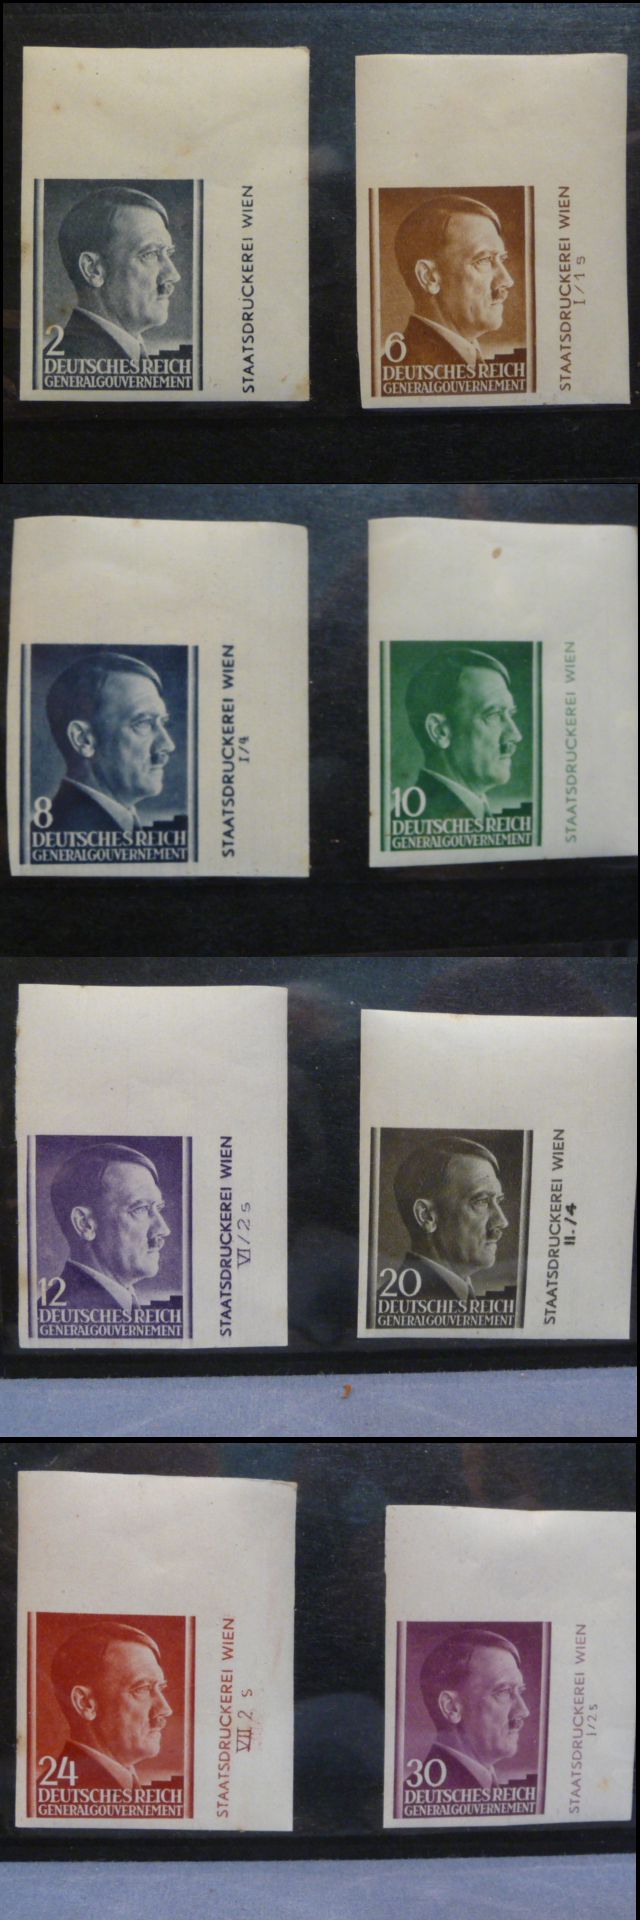 2
DEUTSCHES REICH
GENERALGOUVERNEMENT
STAATSDRUCKEREI WIEN
6
DEUTSCHES REICH
GENERALGOUVERNEMENT
STAATSDRUCKEREI WIEN
I/1s
8
DEUTSCHES REICH
GENERALGOUVERNEMENT
STAATSDRUCKEREI WIEN
I/4
10
DEUTSCHES REICH
GENERALGOUVERNEMENT
STAATSDRUCKEREI WIEN
12
DEUTSCHES REICH
GENERALGOUVERNEMENT
STAATSDRUCKEREI WIEN
VI/2s
20
DEUTSCHES REICH
GENERALGOUVERNEMENT
STAATSDRUCKEREI WIEN
II./4
24
DEUTSCHES REICH
GENERALGOUVERNEMENT
STAATSDRUCKEREI WIEN
VII 2 s
30
DEUTSCHES REICH
GENERALGOUVERNEMENT
STAATSDRUCKEREI WIEN
I/2s